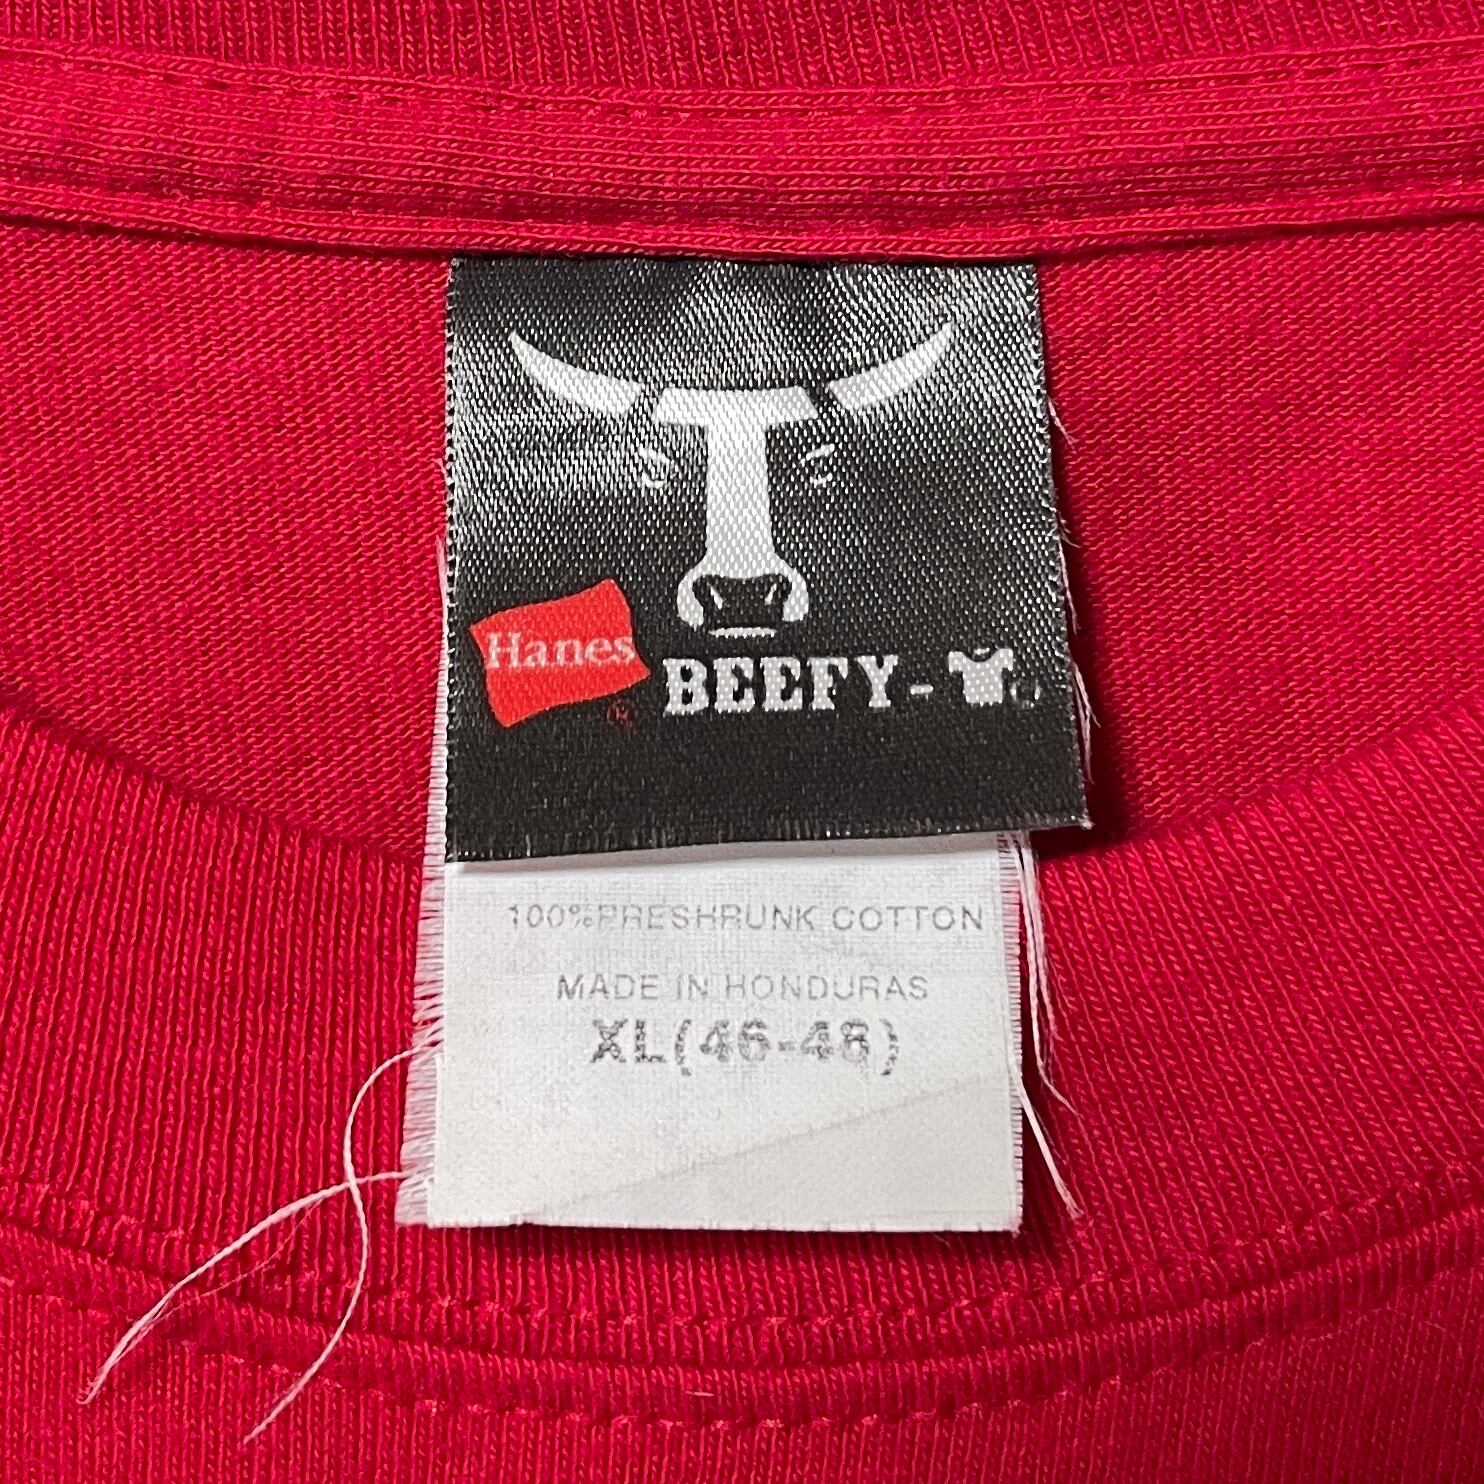 Hanes®
BEEFY-
100%PRESHRUNK COTTON
MADE IN HONDURAS
XL(46-48)